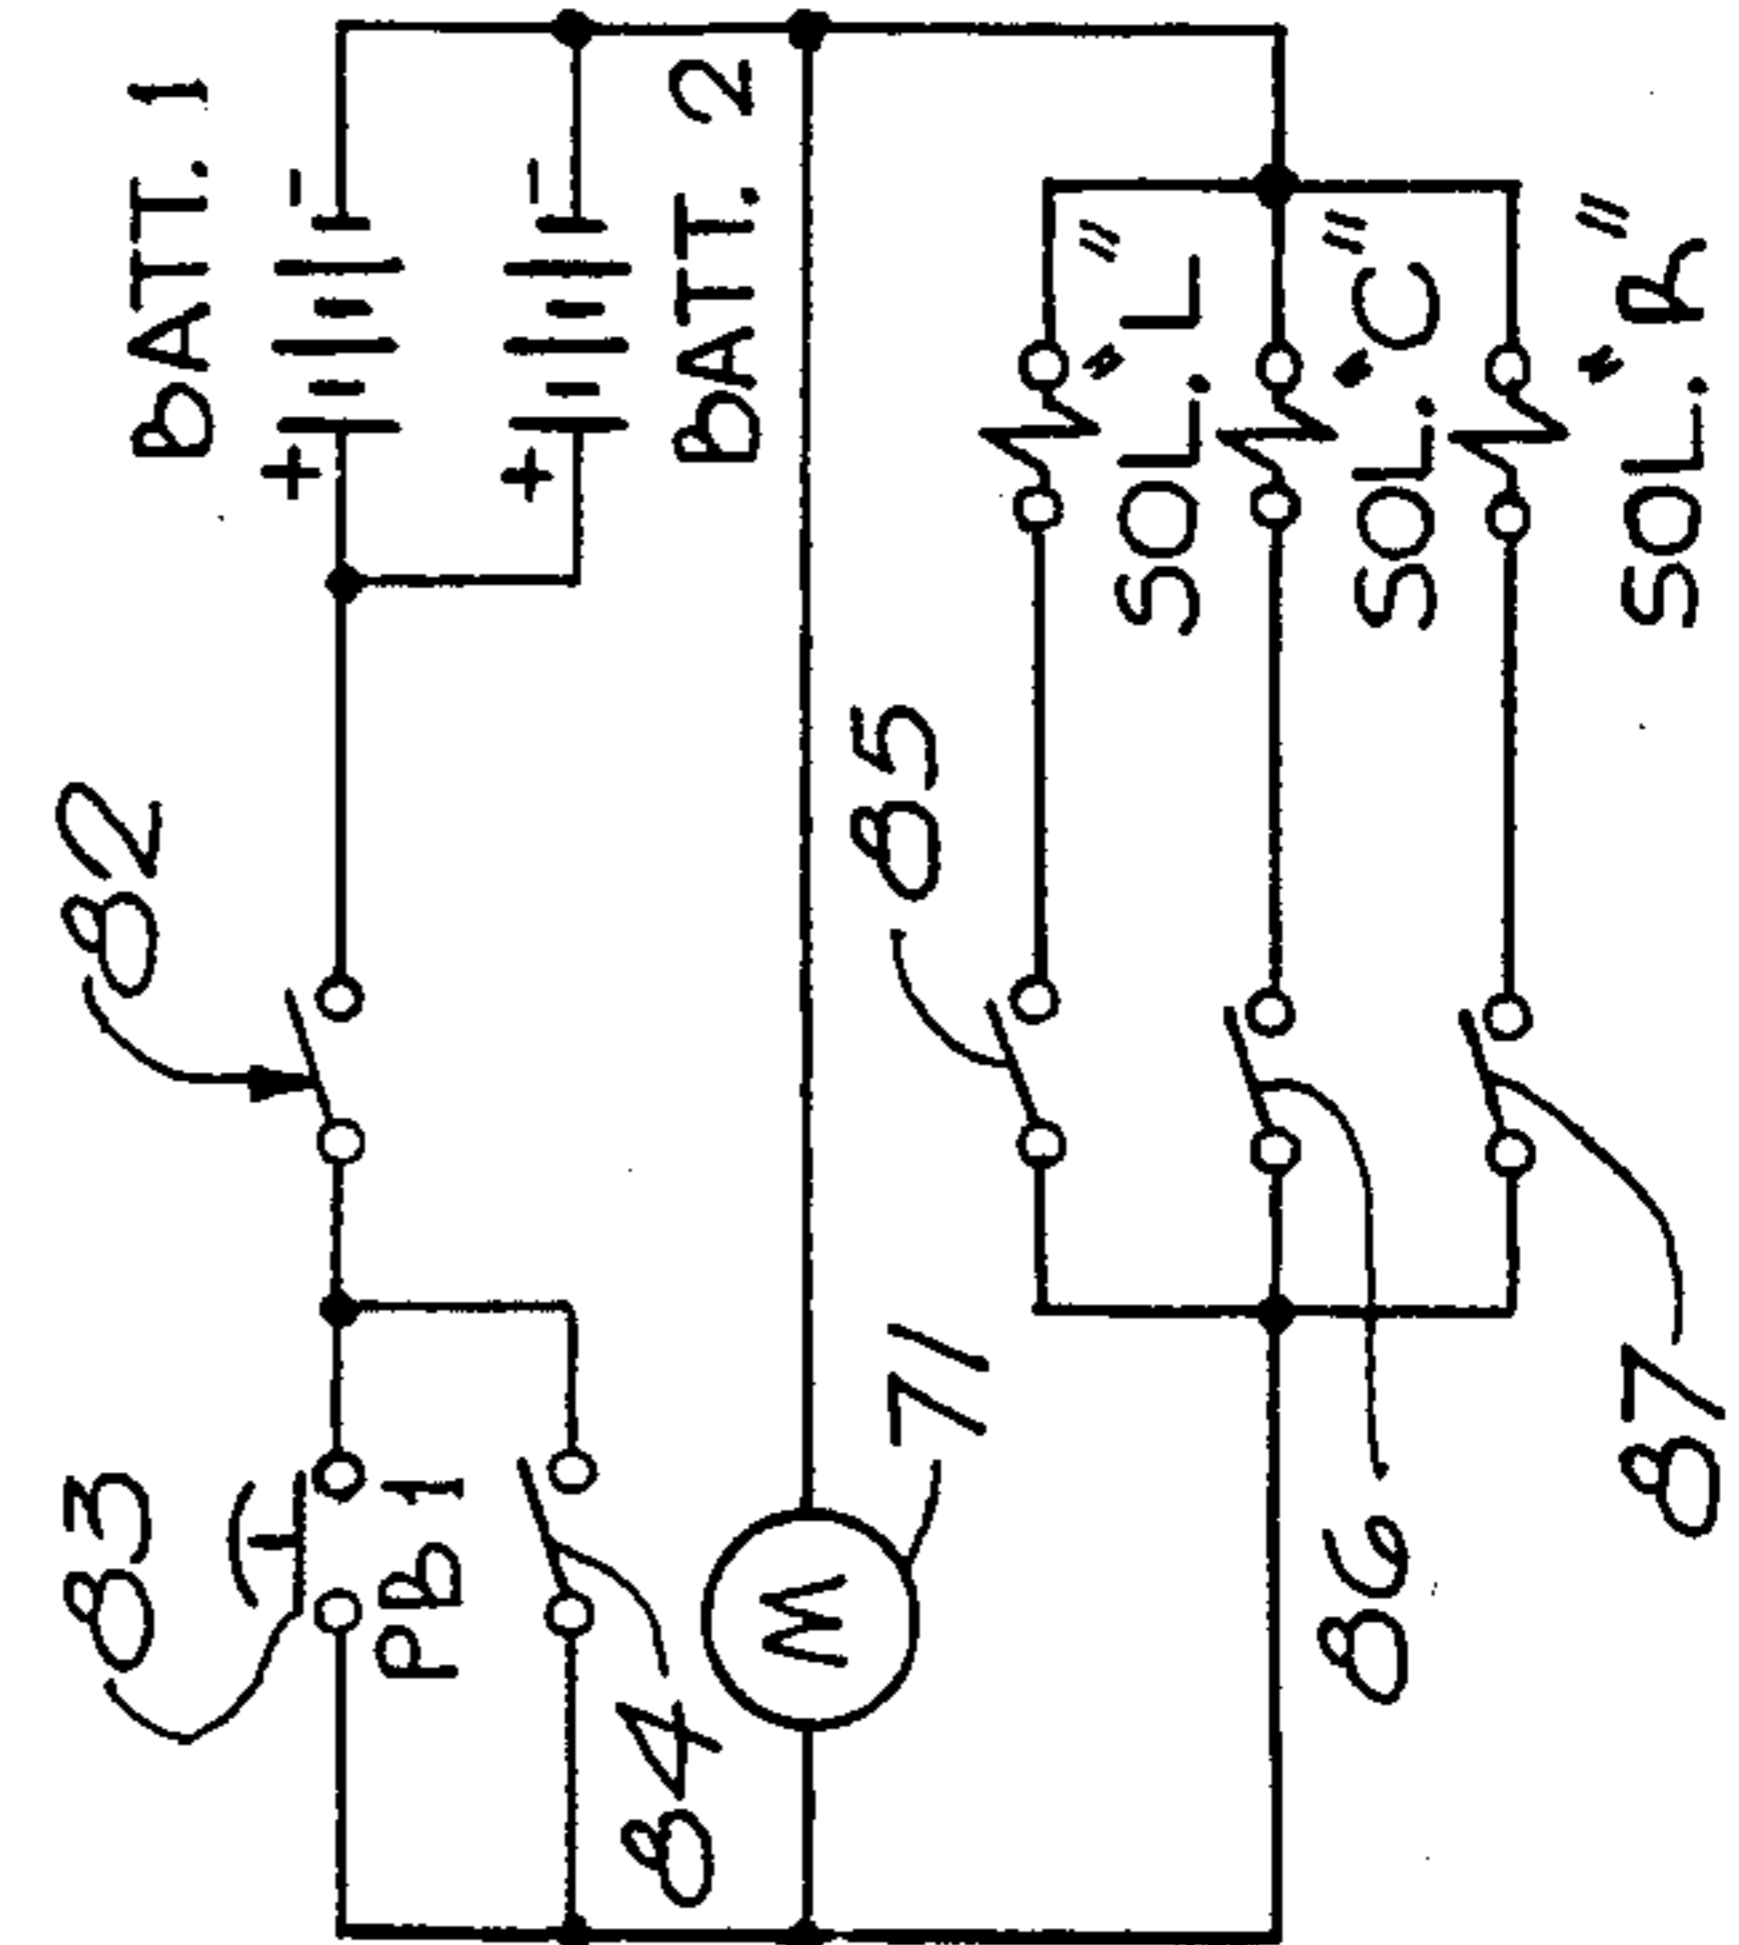 83
PB 1
84
82
+
-
BATT. 1
+
-
BATT. 2
M
71
85
SOL. "L"
86
SOL. "C"
87
SOL. "R"